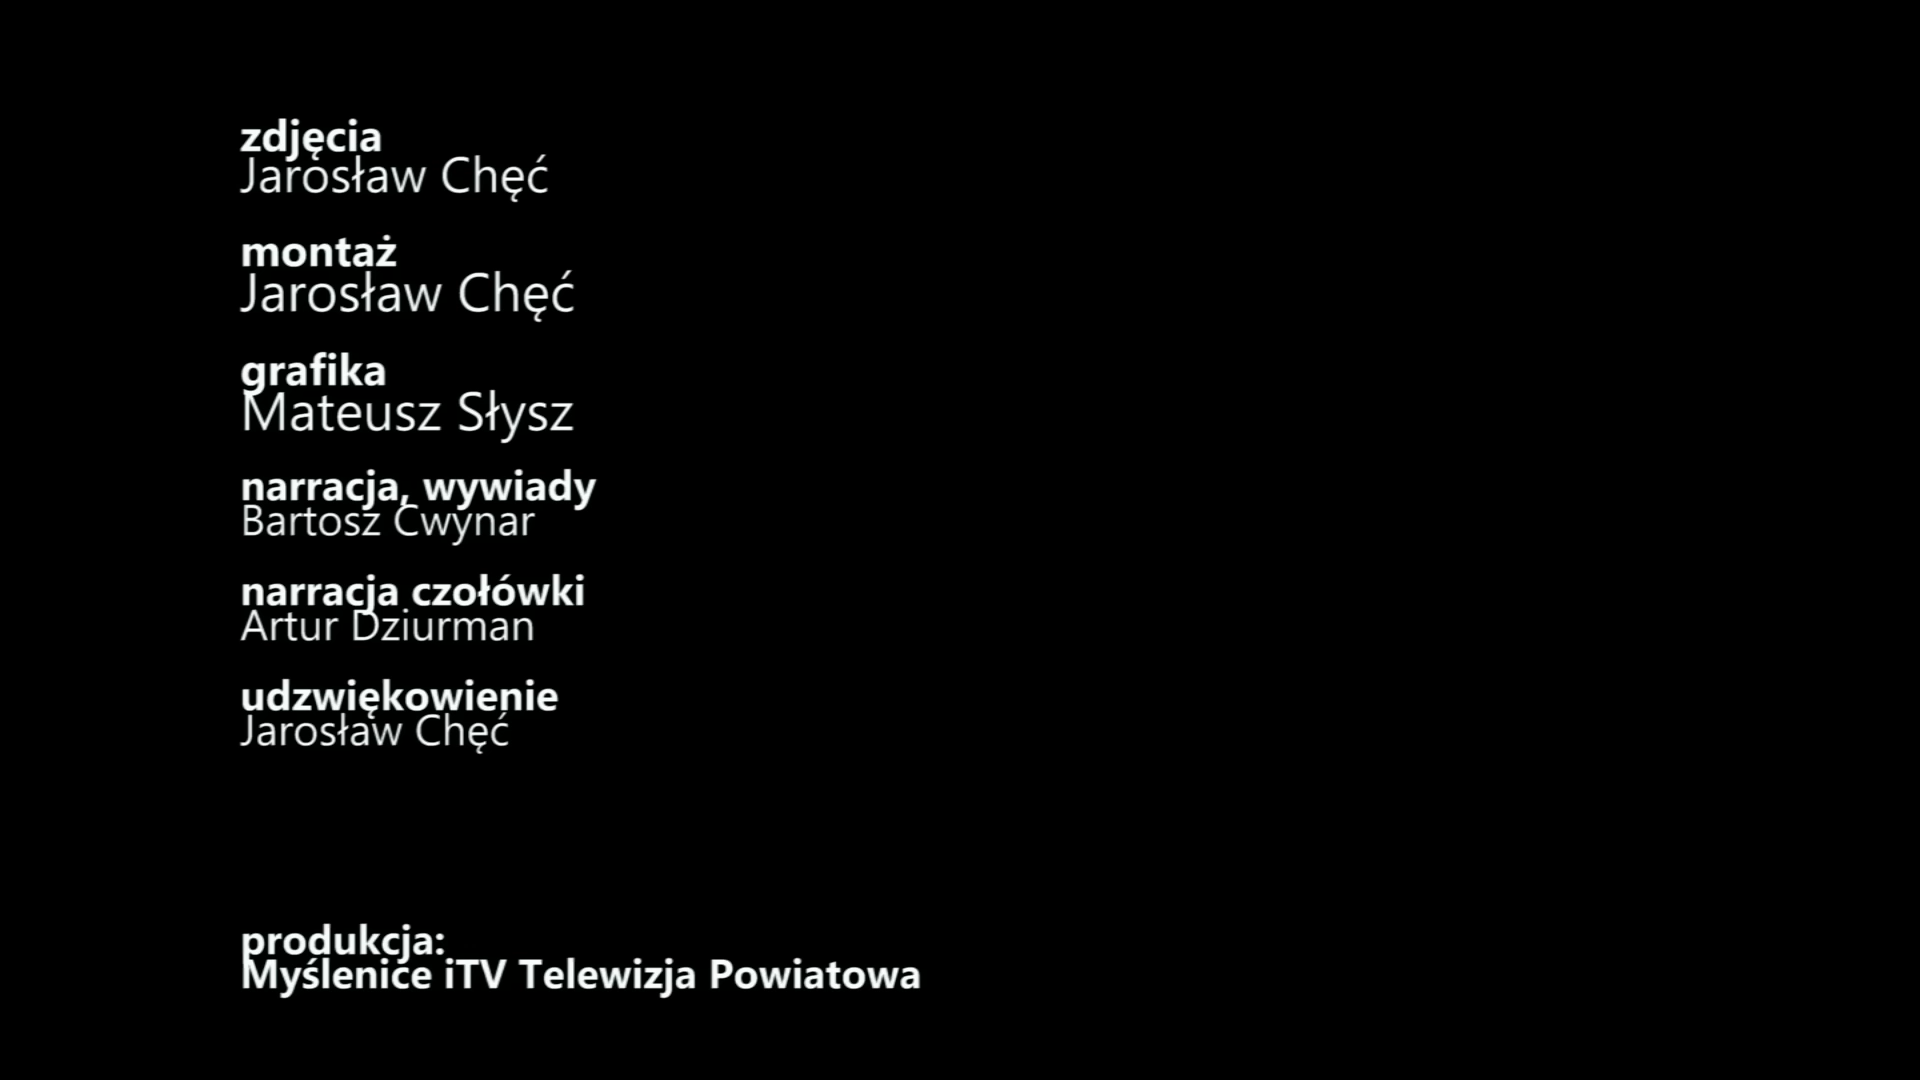 zdjęcia
Jarosław Chęć
montaż
Jarosław Chęć
grafika
Mateusz Słysz
narracja, wywiady
Bartosz Cwynar
narracja czołówki
Artur Dziurman
udzwiękowienie
Jarosław Chęć
produkcja:
Myślenice iTV Telewizja Powiatowa